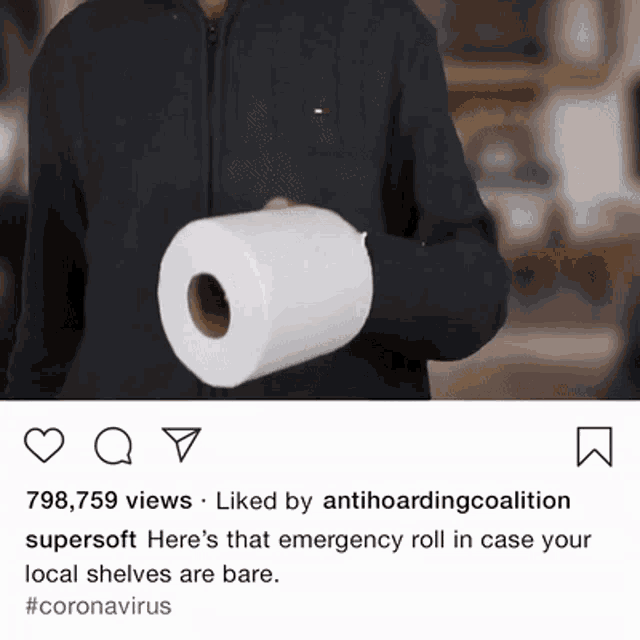 798,759 views · Liked by antihoardingcoalition
supersoft Here’s that emergency roll in case your
local shelves are bare.
#coronavirus